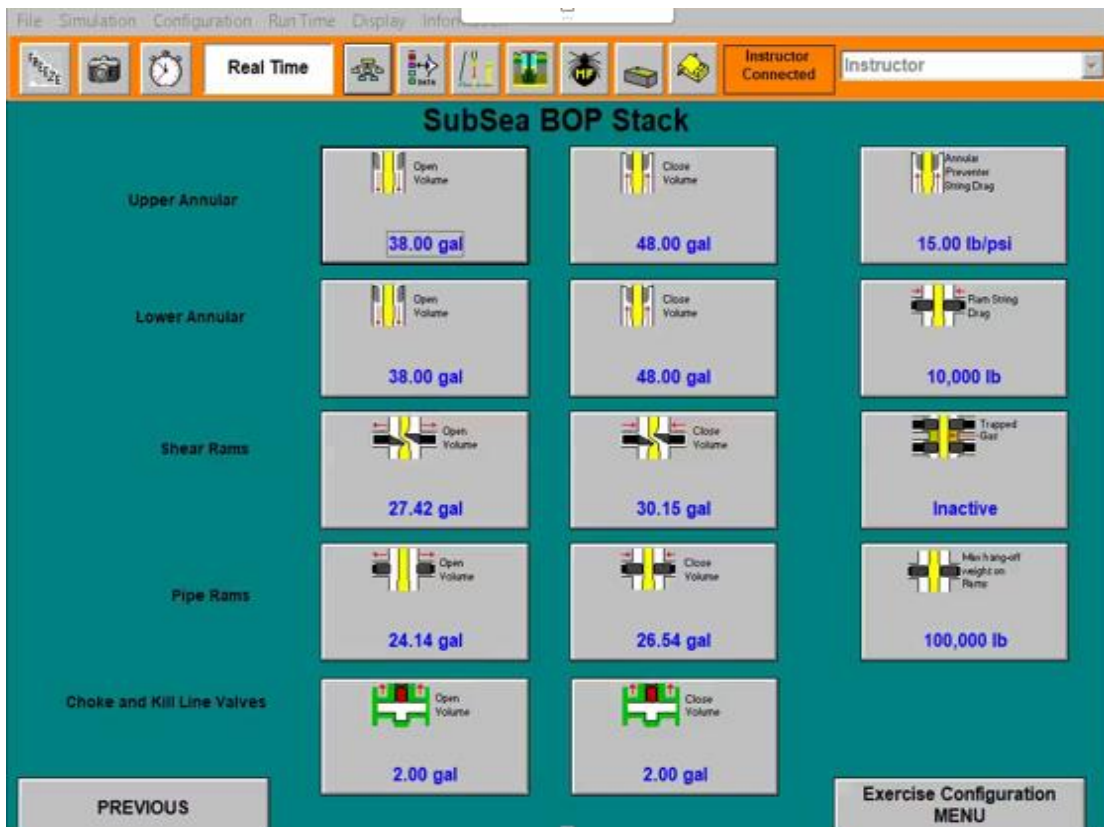 File Simulation Configuration Run Time Display
FREEZE
Real Time
DATA
MF
Instructor
Connected
Instructor
SubSea BOP Stack
Upper Annular
Open
Volume
38.00 gal
Close
Volume
48.00 gal
Annular
Preventer
String Drag
15.00 lb/psi
Lower Annular
Open
Volume
38.00 gal
Close
Volume
48.00 gal
Ram String
Drag
10,000 lb
Shear Rams
Open
Volume
27.42 gal
Close
Volume
30.15 gal
Trapped
Gas
Inactive
Pipe Rams
Open
Volume
24.14 gal
Close
Volume
26.54 gal
Max hang-off
weight on
Rams
100,000 lb
Choke and Kill Line Valves
Open
Volume
2.00 gal
Close
Volume
2.00 gal
PREVIOUS
Exercise Configuration
MENU